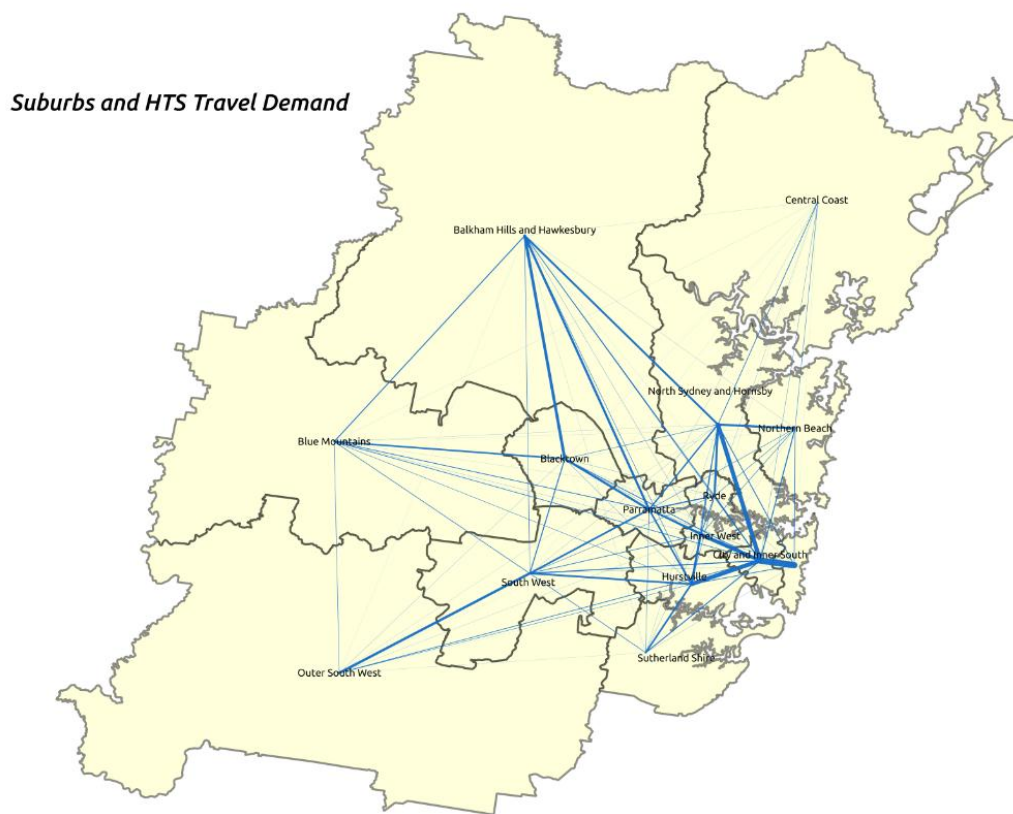 Suburbs and HTS Travel Demand
Central Coast
Balkham Hills and Hawkesbury
North Sydney and Hornsby
Northern Beach
Blue Mountains
Blacktown
Ryde
Parramatta
Inner West
City and Inner South
Hurstville
South West
Sutherland Shire
Outer South West